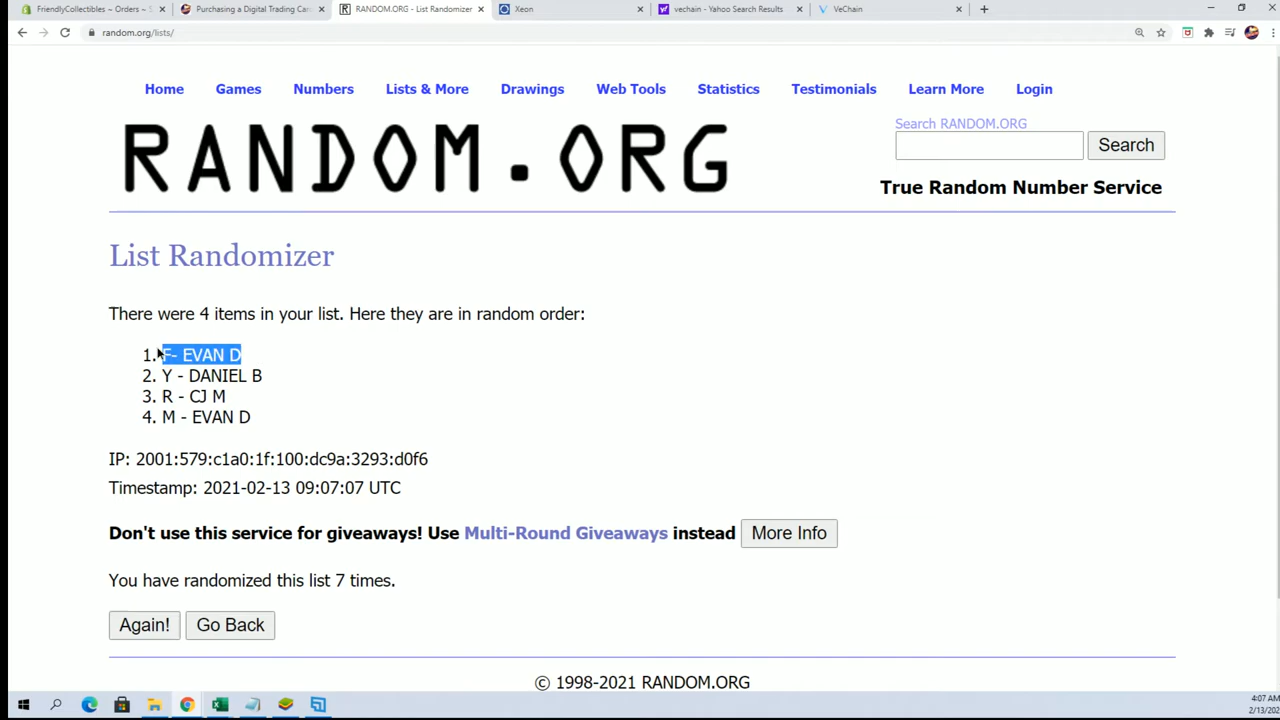 FriendlyCollectibles ~ Orders ~ S
Purchasing a Digital Trading Car
RANDOM.ORG - List Randomizer
Xeon
vechain - Yahoo Search Results
VeChain
random.org/lists/
Home Games Numbers Lists & More Drawings Web Tools Statistics Testimonials Learn More Login
Search RANDOM.ORG
RANDOM.ORG
Search
True Random Number Service
List Randomizer
There were 4 items in your list. Here they are in random order:
1. F- EVAN D
2. Y - DANIEL B
3. R - CJ M
4. M - EVAN D
IP: 2001:579:c1a0:1f:100:dc9a:3293:d0f6
Timestamp: 2021-02-13 09:07:07 UTC
Don't use this service for giveaways! Use Multi-Round Giveaways instead More Info
You have randomized this list 7 times.
Again! Go Back
© 1998-2021 RANDOM.ORG
4:07 AM
2/13/202